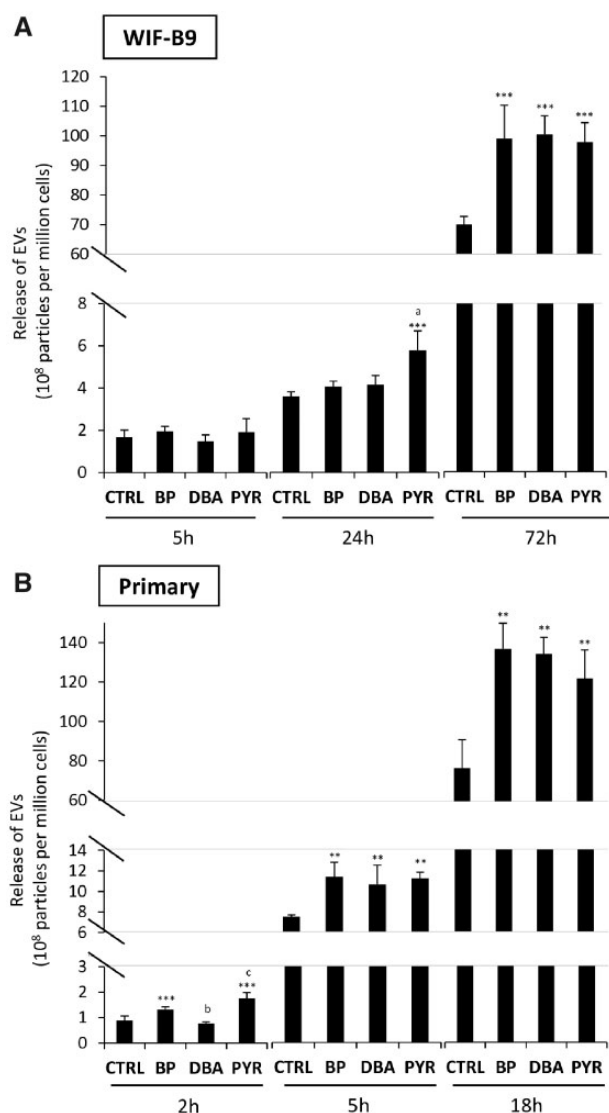 A
WIF-B9
Release of EVs
(10⁸ particles per million cells)
120
110
100
90
80
70
60
8
6
4
2
0
*** *** ***
a
***
CTRL BP DBA PYR CTRL BP DBA PYR CTRL BP DBA PYR
5h 24h 72h
B
Primary
Release of EVs
(10⁸ particles per million cells)
140
120
100
80
60
14
12
10
8
6
3
2
1
0
** ** **
** ** **
c
*** b ***
CTRL BP DBA PYR CTRL BP DBA PYR CTRL BP DBA PYR
2h 5h 18h